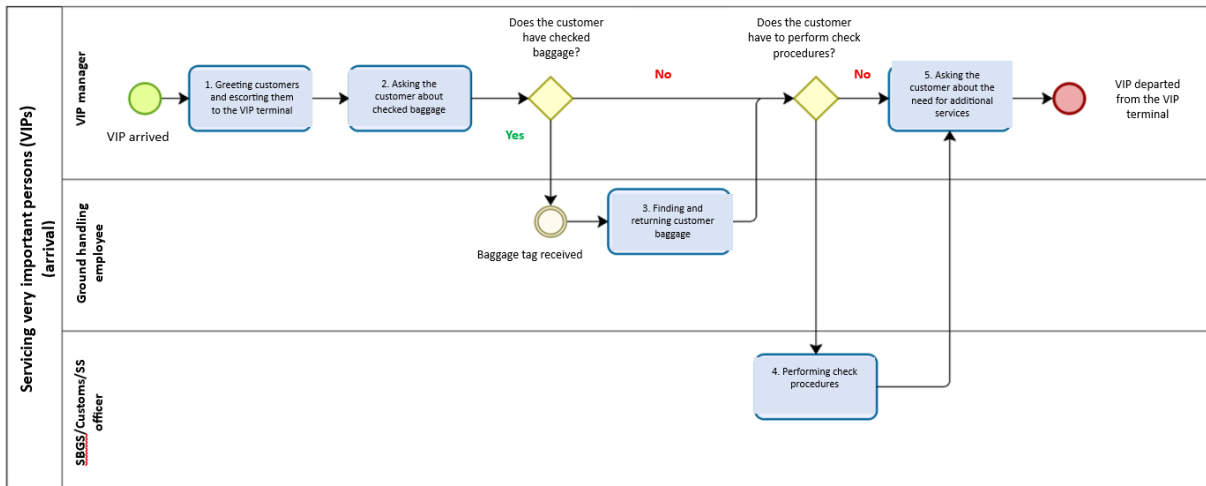 Servicing very important persons (VIPs)
(arrival)
VIP manager
VIP arrived
1. Greeting customers
and escorting them
to the VIP terminal
2. Asking the
customer about
checked baggage
Does the customer
have checked
baggage?
No
Yes
Does the customer
have to perform check
procedures?
No
5. Asking the
customer about the
need for additional
services
VIP departed
from the VIP
terminal
Ground handling
employee
Baggage tag received
3. Finding and
returning customer
baggage
SBGS/Customs/SS
officer
4. Performing check
procedures